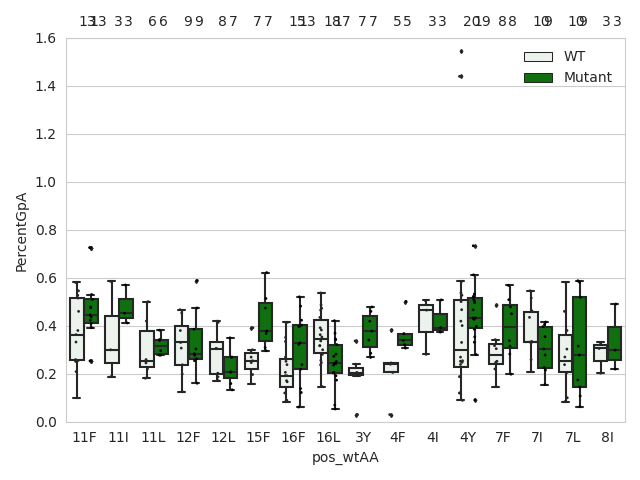 13 13 3 3 6 6 9 9 8 7 7 7 15 13 18 17 7 7 5 5 3 3 20 19 8 8 10 9 10 9 3 3
1.6
WT
1.4
Mutant
1.2
1.0
PercentGpA
0.8
0.6
0.4
0.2
0.0
11F 11I 11L 12F 12L 15F 16F 16L 3Y 4F 4I 4Y 7F 7I 7L 8I
pos_wtAA